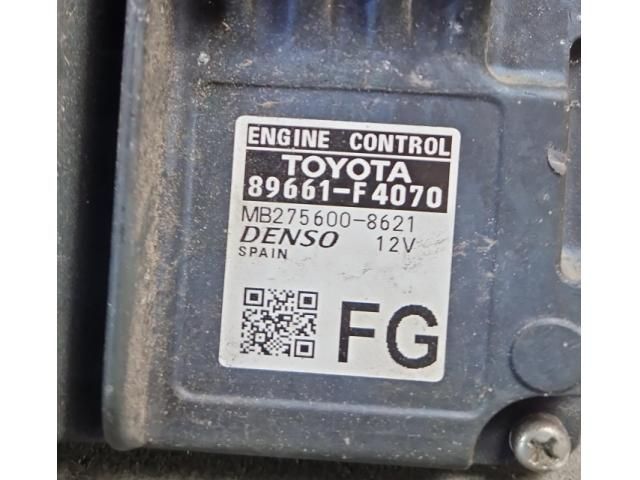 ENGINE CONTROL
TOYOTA
89661-F4070
MB275600-8621
DENSO 12V
SPAIN
FG